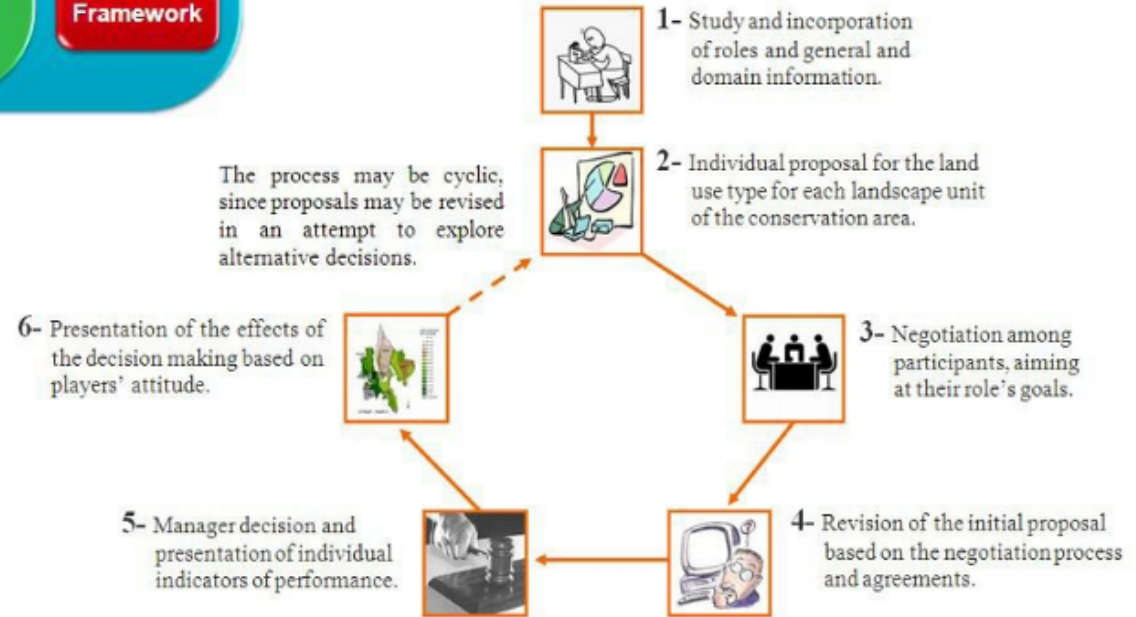 Framework
1- Study and incorporation
of roles and general and
domain information.
2- Individual proposal for the land
use type for each landscape unit
of the conservation area.
The process may be cyclic,
since proposals may be revised
in an attempt to explore
alternative decisions.
3- Negotiation among
participants, aiming
at their role's goals.
6- Presentation of the effects of
the decision making based on
players' attitude.
4- Revision of the initial proposal
based on the negotiation process
and agreements.
5- Manager decision and
presentation of individual
indicators of performance.